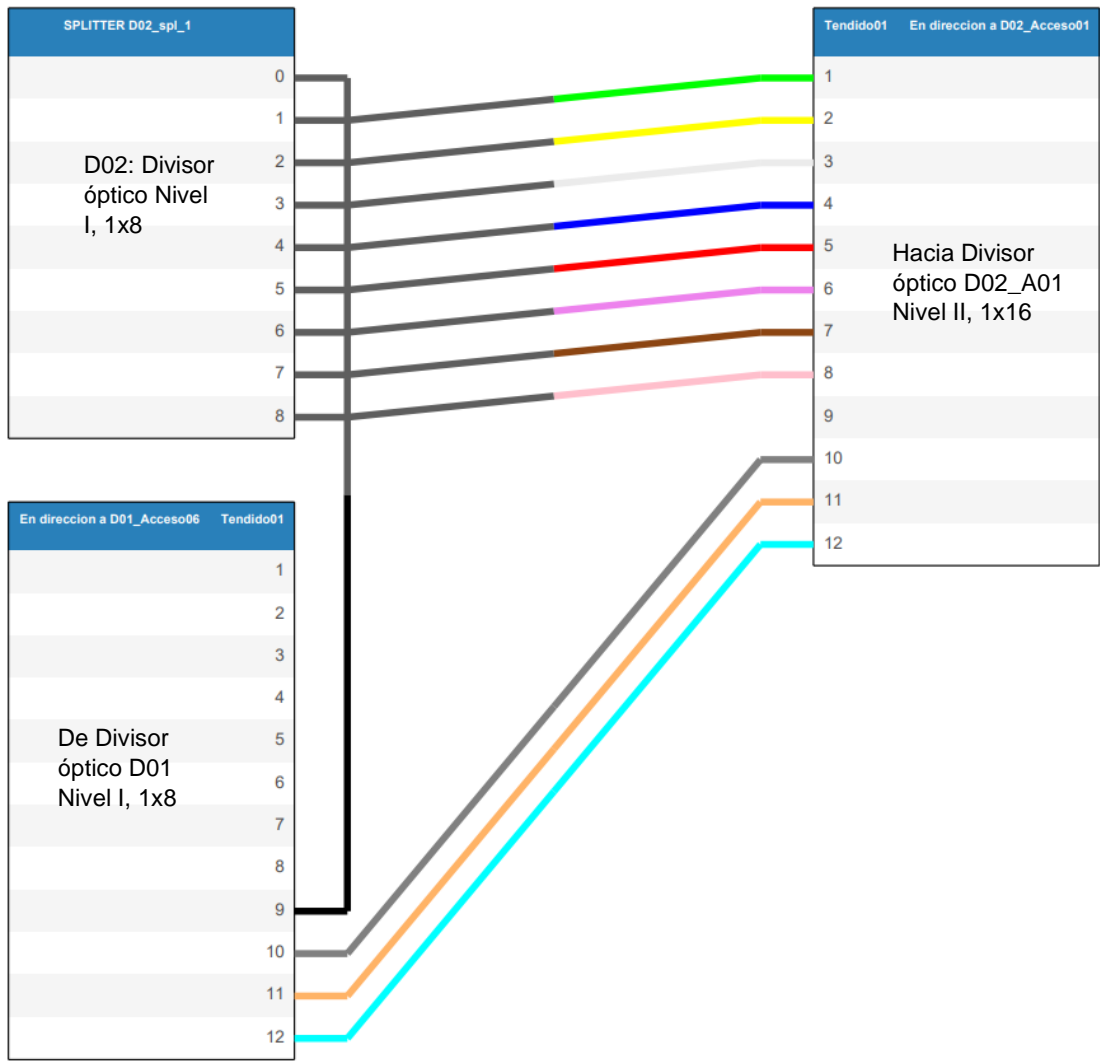 SPLITTER D02_spl_1
0
1
2
3
4
5
6
7
8
D02: Divisor
óptico Nivel
I, 1x8
Tendido01 En direccion a D02_Acceso01
1
2
3
4
5
6
7
8
9
10
11
12
Hacia Divisor
óptico D02_A01
Nivel II, 1x16
En direccion a D01_Acceso06 Tendido01
1
2
3
4
5
6
7
8
9
10
11
12
De Divisor
óptico D01
Nivel I, 1x8